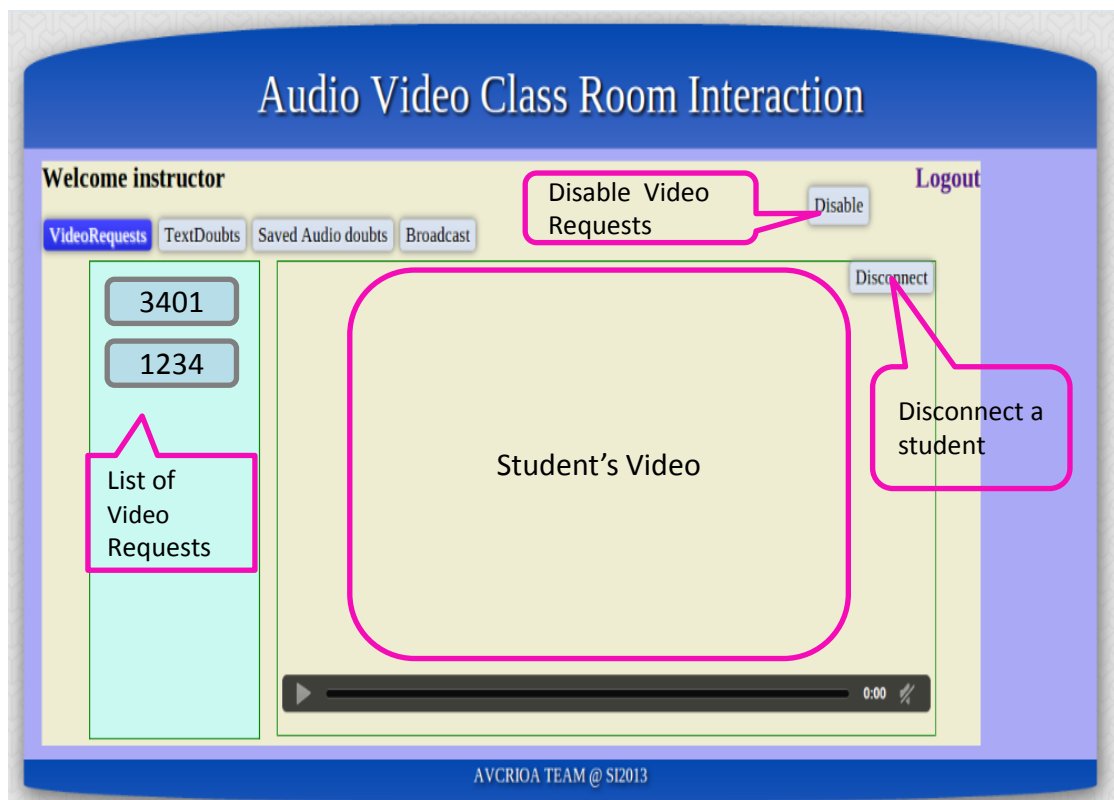 Audio Video Class Room Interaction
Welcome instructor
Logout
Disable Video
Requests
Disable
VideoRequests
TextDoubts
Saved Audio doubts
Broadcast
Disconnect
3401
1234
Disconnect a
student
List of
Video
Requests
Student’s Video
0:00
AVCRIOA TEAM @ SI2013